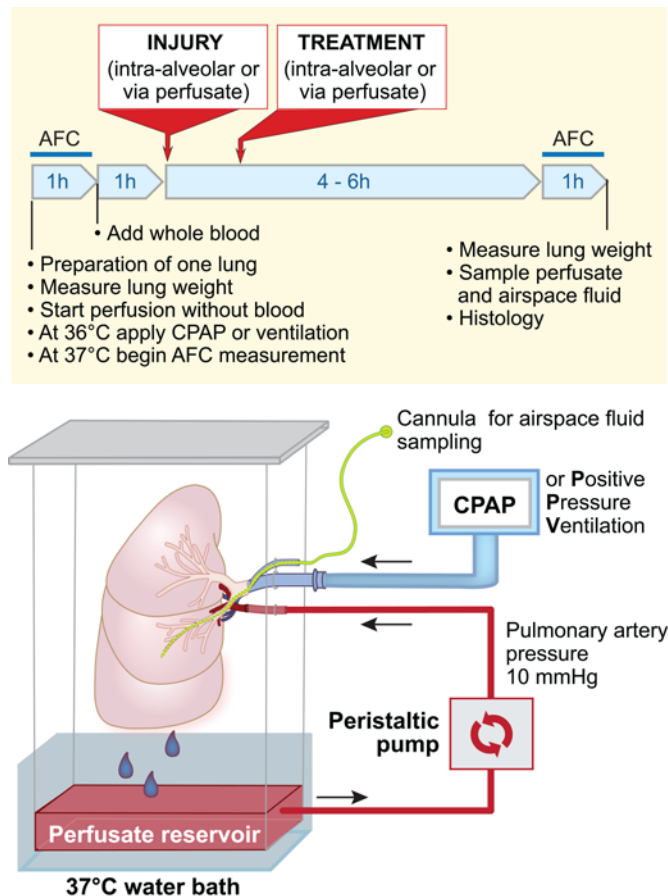 INJURY
(intra-alveolar or
via perfusate)
TREATMENT
(intra-alveolar or
via perfusate)
AFC
AFC
1h
1h
4 - 6h
1h
• Add whole blood
• Preparation of one lung
• Measure lung weight
• Start perfusion without blood
• At 36°C apply CPAP or ventilation
• At 37°C begin AFC measurement
• Measure lung weight
• Sample perfusate
and airspace fluid
• Histology
Cannula for airspace fluid
sampling
CPAP
or Positive
Pressure
Ventilation
Pulmonary artery
pressure
10 mmHg
Peristaltic
pump
Perfusate reservoir
37°C water bath